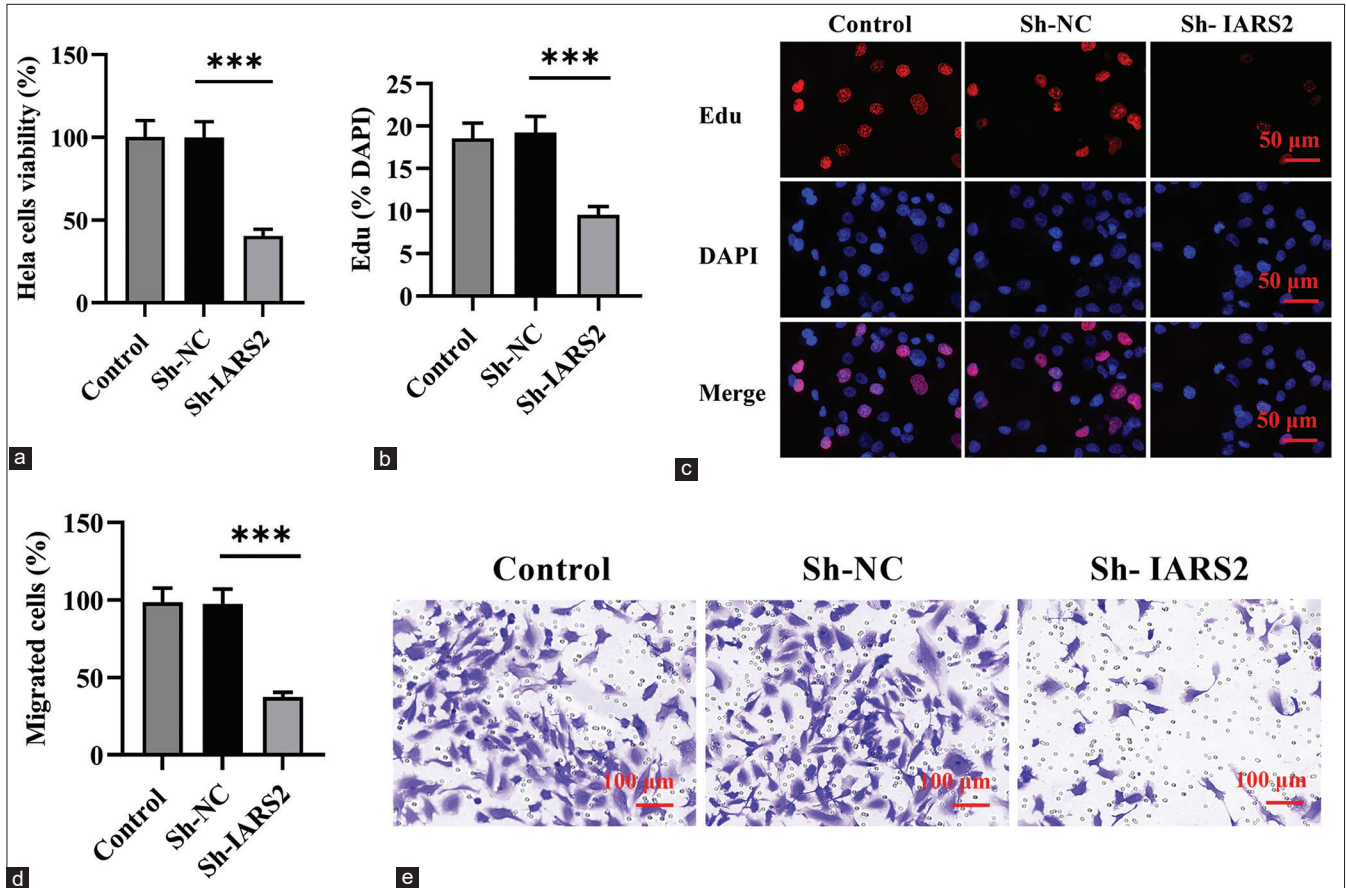 150
100
50
0
Hela cells viability (%)
***
Control
Sh-NC
Sh-IARS2
a
25
20
15
10
5
0
Edu (% DAPI)
***
Control
Sh-NC
Sh-IARS2
b
Control
Sh-NC
Sh- IARS2
Edu
50 µm
DAPI
50 µm
Merge
50 µm
c
150
100
50
0
Migrated cells (%)
***
Control
Sh-NC
Sh-IARS2
d
Control
Sh-NC
Sh- IARS2
100 µm
100 µm
100 µm
e